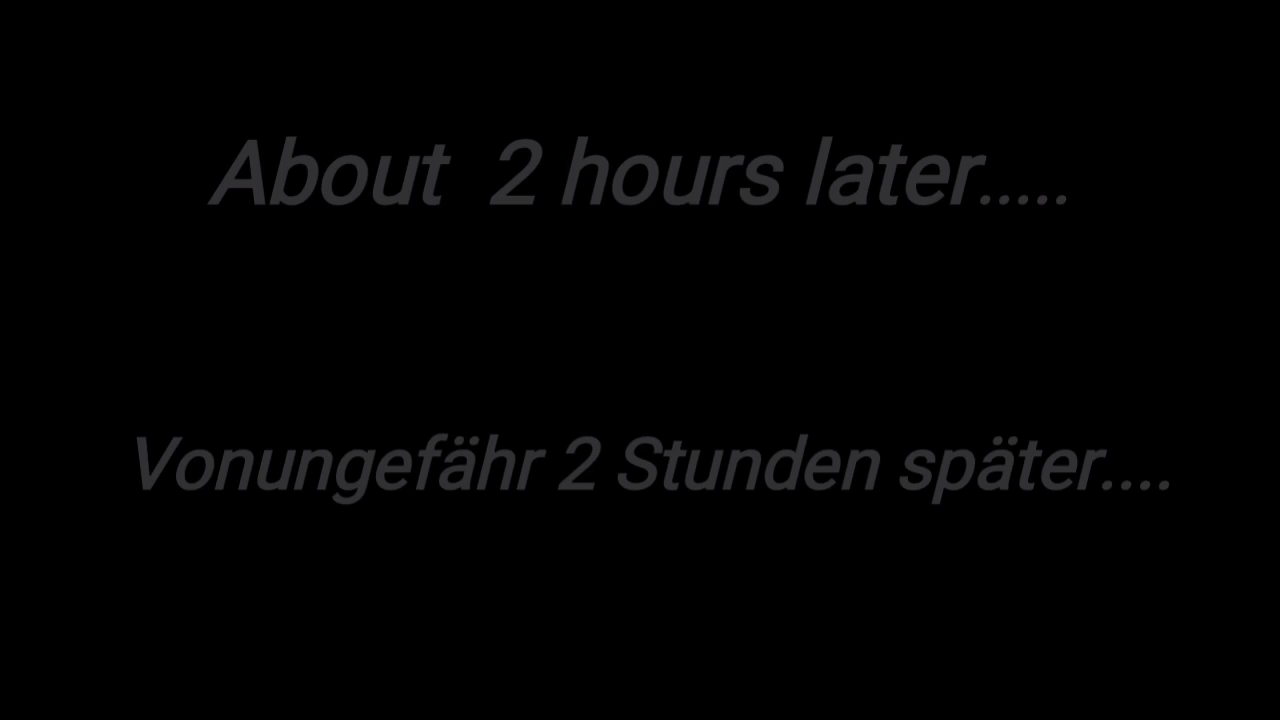 About  2 hours later.....
Vonungefähr 2 Stunden später....